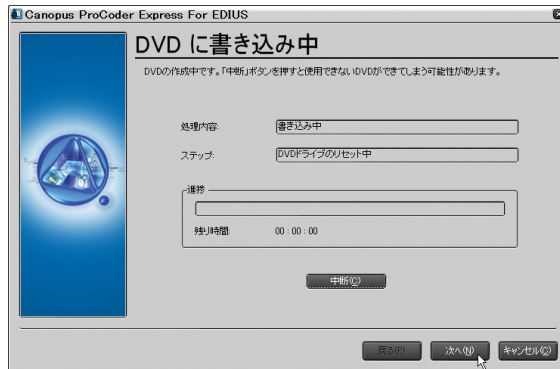 Canopus ProCoder Express For EDIUS
DVD に書き込み中
DVDの作成中です。「中断」ボタンを押すと使用できないDVDができてしまう可能性があります。
処理内容: 書き込み中
ステップ: DVDドライブのリセット中
進捗
残り時間: 00 : 00 : 00
中断(C)
戻る(P) 次へ(N) キャンセル(C)